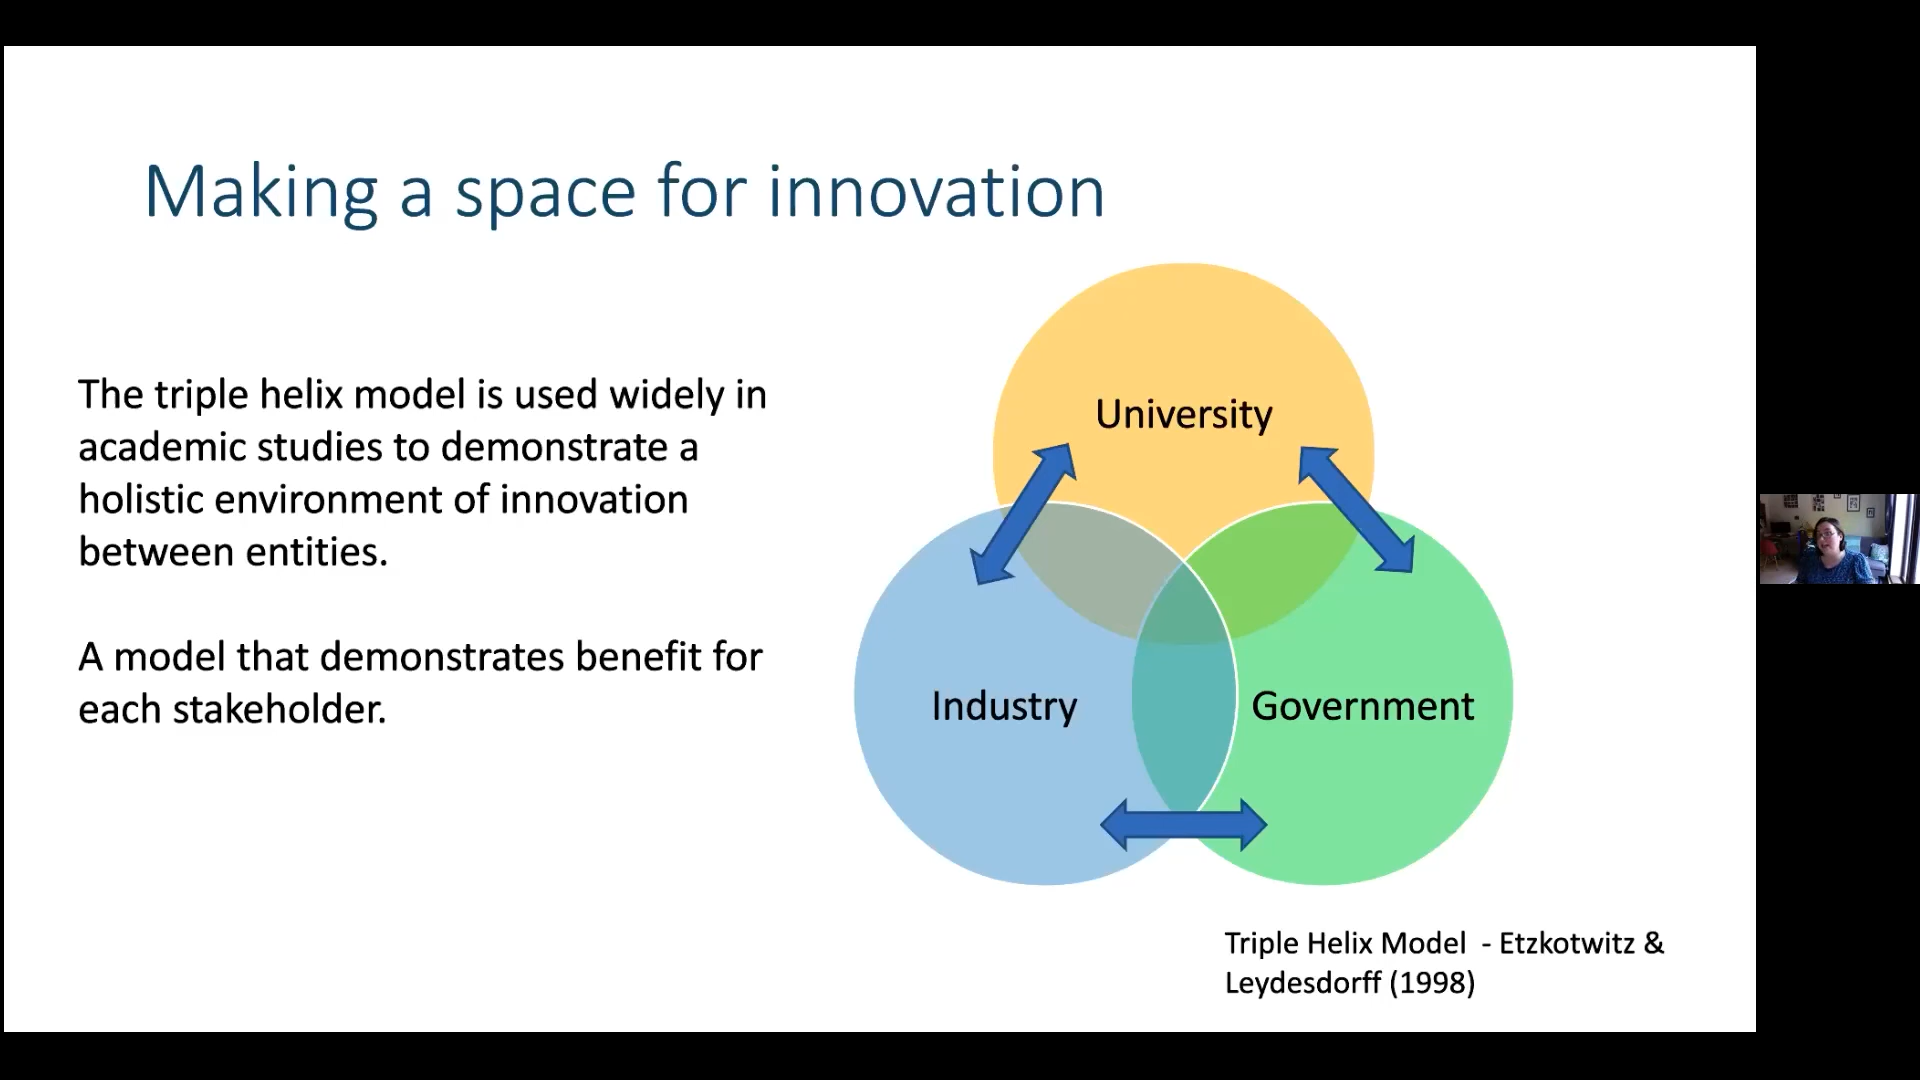 Making a space for innovation
The triple helix model is used widely in
academic studies to demonstrate a
holistic environment of innovation
between entities.
A model that demonstrates benefit for
each stakeholder.
University
Industry
Government
Triple Helix Model - Etzkotwitz &
Leydesdorff (1998)